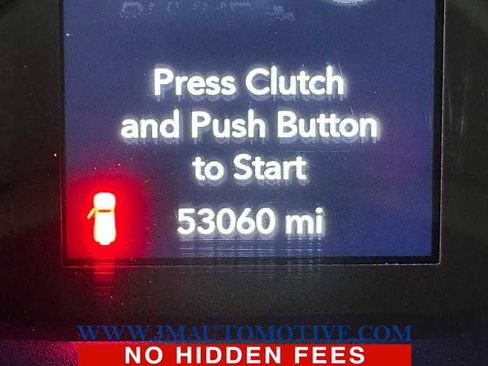 Press Clutch
and Push Button
to Start
53060 mi
WWW.JMAUTOMOTIVE.COM
NO HIDDEN FEES